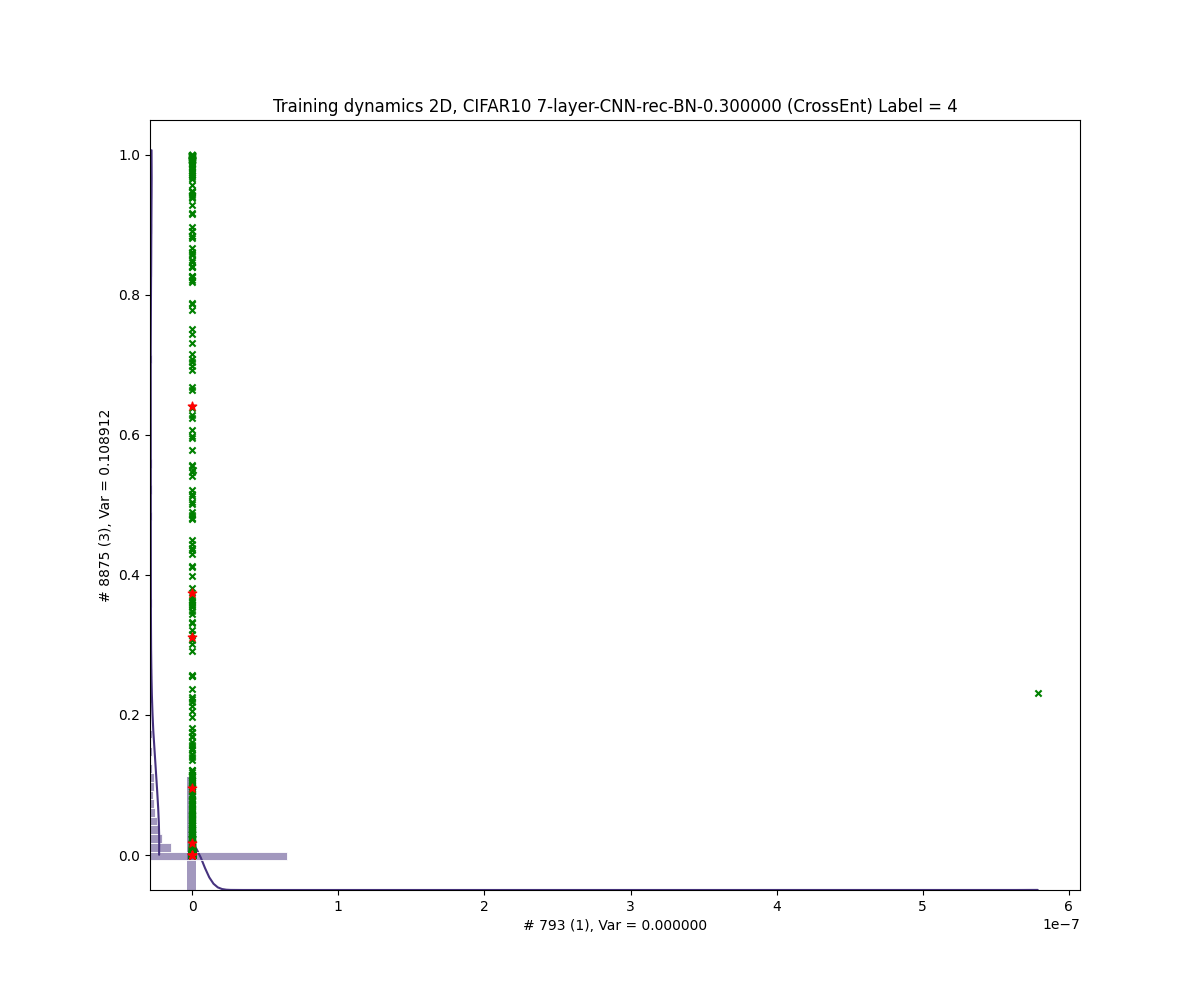 Training dynamics 2D, CIFAR10 7-layer-CNN-rec-BN-0.300000 (CrossEnt) Label = 4
1.0
0.8
0.6
0.4
0.2
0.0
# 8875 (3), Var = 0.108912
0 1 2 3 4 5 6
1e−7
# 793 (1), Var = 0.000000